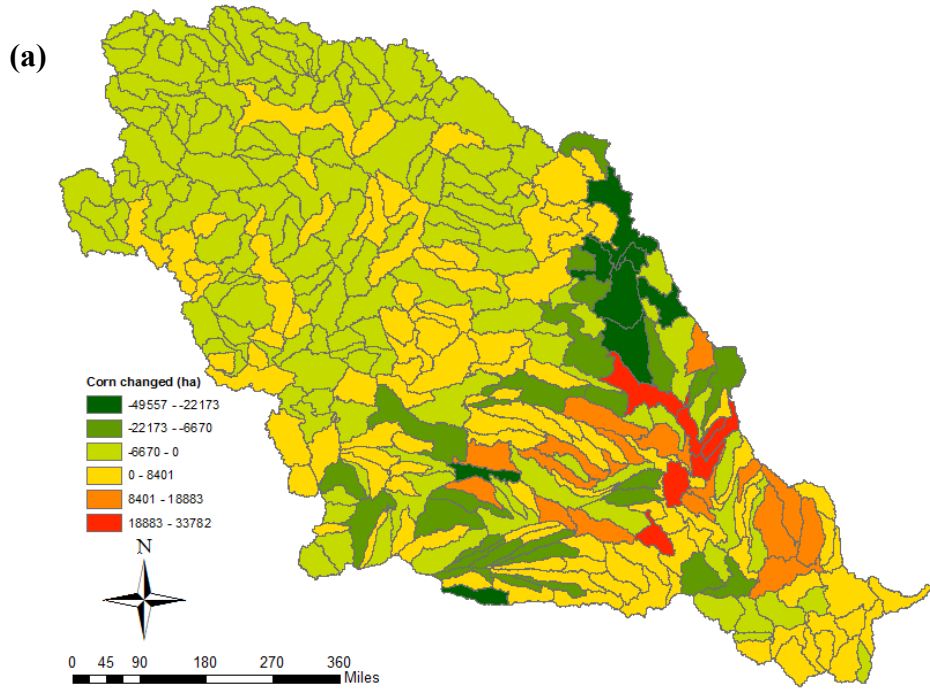 (a)
Corn changed (ha)
-49557 - -22173
-22173 - -6670
-6670 - 0
0 - 8401
8401 - 18883
18883 - 33782
N
0 45 90 180 270 360
Miles